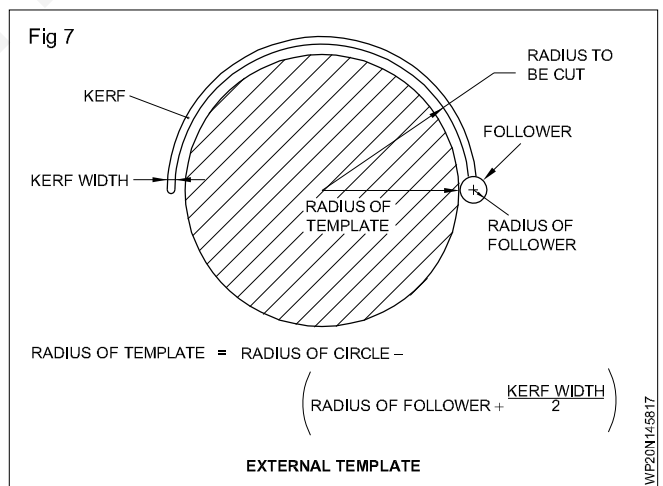 Fig 7
RADIUS TO
BE CUT
KERF
FOLLOWER
KERF WIDTH
RADIUS OF
TEMPLATE
RADIUS OF
FOLLOWER
RADIUS OF TEMPLATE = RADIUS OF CIRCLE –
(RADIUS OF FOLLOWER + KERF WIDTH
2)
EXTERNAL TEMPLATE
WP20N145817